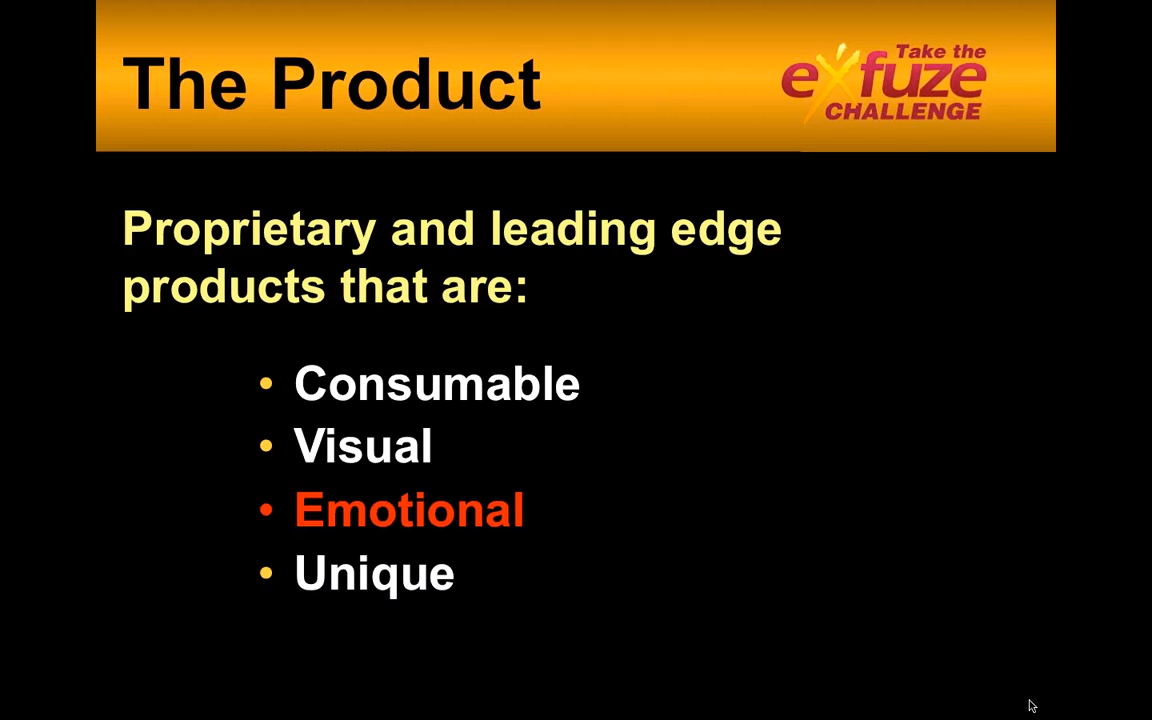 The Product
Take the
eXfuze
CHALLENGE
Proprietary and leading edge
products that are:
• Consumable
• Visual
• Emotional
• Unique